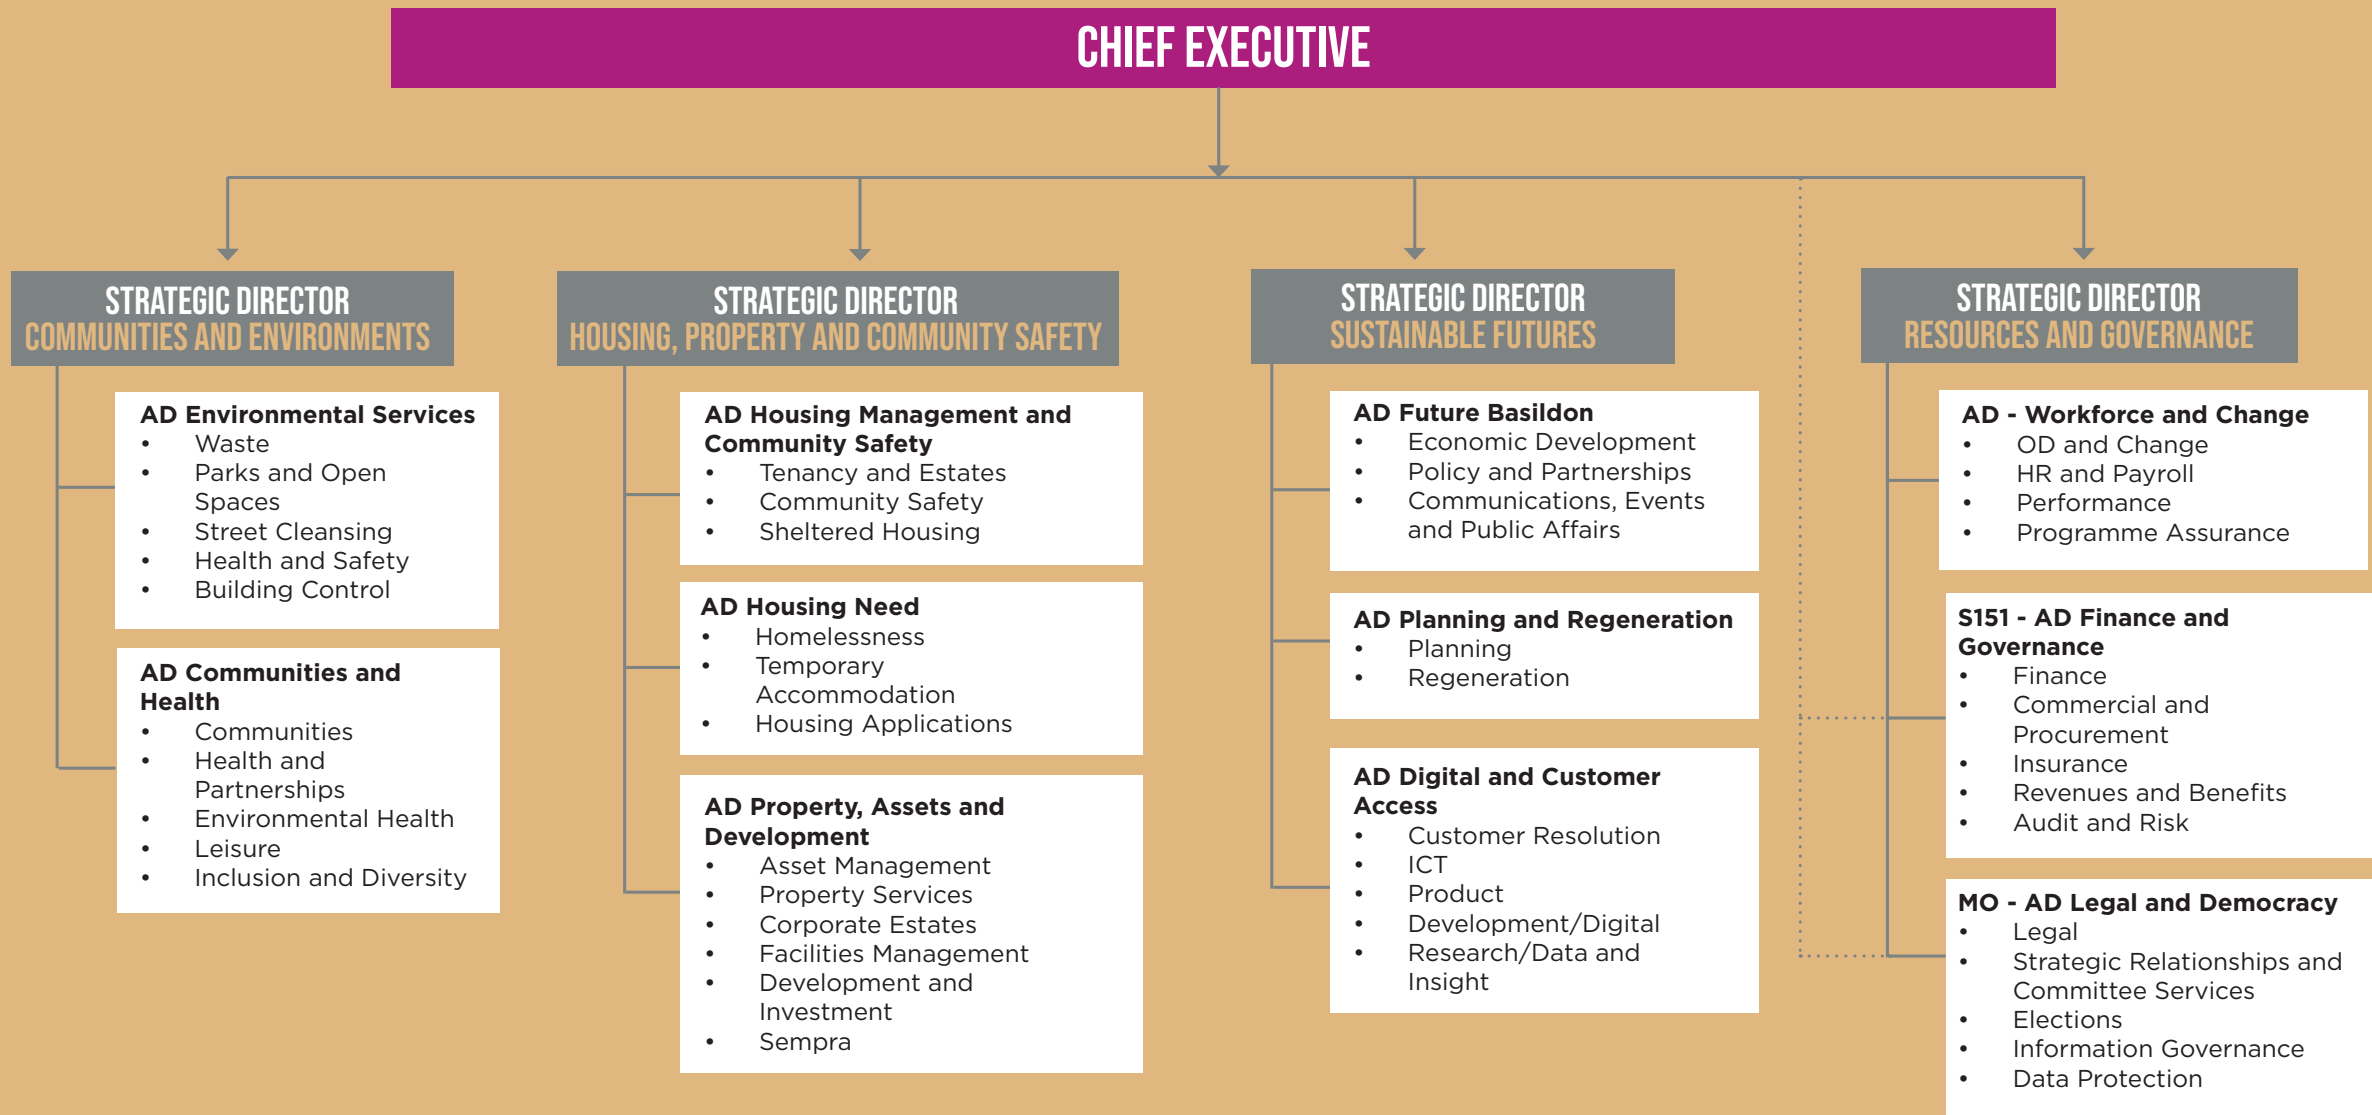 CHIEF EXECUTIVE
STRATEGIC DIRECTOR
COMMUNITIES AND ENVIRONMENTS
AD Environmental Services
• Waste
• Parks and Open
Spaces
• Street Cleansing
• Health and Safety
• Building Control
AD Communities and
Health
• Communities
• Health and
Partnerships
• Environmental Health
• Leisure
• Inclusion and Diversity
STRATEGIC DIRECTOR
HOUSING, PROPERTY AND COMMUNITY SAFETY
AD Housing Management and
Community Safety
• Tenancy and Estates
• Community Safety
• Sheltered Housing
AD Housing Need
• Homelessness
• Temporary
Accommodation
• Housing Applications
AD Property, Assets and
Development
• Asset Management
• Property Services
• Corporate Estates
• Facilities Management
• Development and
Investment
• Sempra
STRATEGIC DIRECTOR
SUSTAINABLE FUTURES
AD Future Basildon
• Economic Development
• Policy and Partnerships
• Communications, Events
and Public Affairs
AD Planning and Regeneration
• Planning
• Regeneration
AD Digital and Customer
Access
• Customer Resolution
• ICT
• Product
• Development/Digital
• Research/Data and
Insight
STRATEGIC DIRECTOR
RESOURCES AND GOVERNANCE
AD - Workforce and Change
• OD and Change
• HR and Payroll
• Performance
• Programme Assurance
S151 - AD Finance and
Governance
• Finance
• Commercial and
Procurement
• Insurance
• Revenues and Benefits
• Audit and Risk
MO - AD Legal and Democracy
• Legal
• Strategic Relationships and
Committee Services
• Elections
• Information Governance
• Data Protection